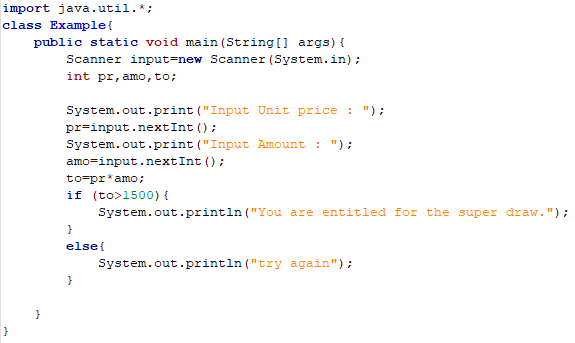 import java.util.*;
class Example{
    public static void main(String[] args){
        Scanner input=new Scanner(System.in);
        int pr,amo,to;

        System.out.print("Input Unit price : ");
        pr=input.nextInt();
        System.out.print("Input Amount : ");
        amo=input.nextInt();
        to=pr*amo;
        if (to>1500){
            System.out.println("You are entitled for the super draw.");
        }
        else{
            System.out.println("try again");
        }

    }
}